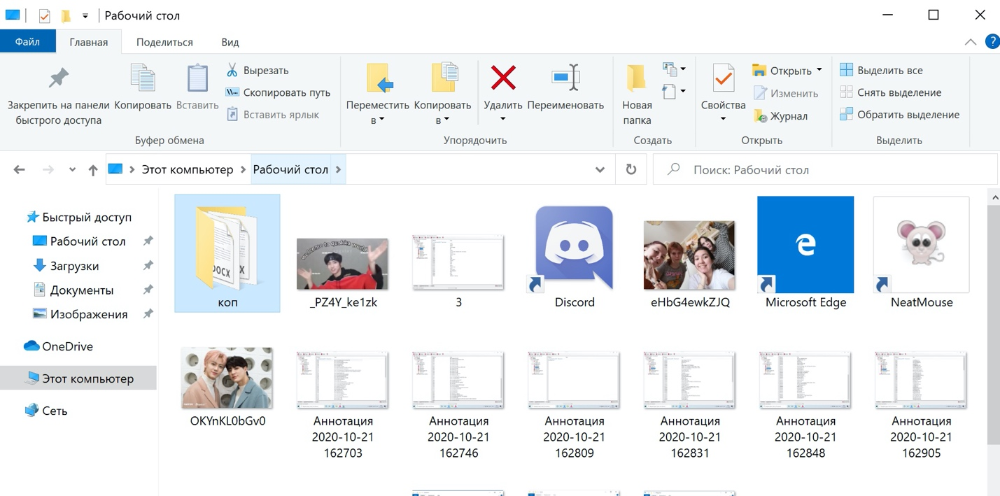 Рабочий стол
Файл
Главная
Поделиться
Вид
?
Закрепить на панели
быстрого доступа
Копировать
Вставить
Вырезать
Скопировать путь
Вставить ярлык
Буфер обмена
Переместить
в
Копировать
в
Удалить
Переименовать
Упорядочить
Новая
папка
Создать
Свойства
Открыть
Изменить
Журнал
Открыть
Выделить все
Снять выделение
Обратить выделение
Выделить
Этот компьютер
Рабочий стол
Поиск: Рабочий стол
Быстрый доступ
Рабочий стол
Загрузки
Документы
Изображения
OneDrive
Этот компьютер
Сеть
DOCX
X
коп
welcome to quokka world
_PZ4Y_ke1zk
3
Discord
eHbG4ewkZJQ
Microsoft Edge
NeatMouse
OKYnKL0bGv0
Аннотация
2020-10-21
162703
Аннотация
2020-10-21
162746
Аннотация
2020-10-21
162809
Аннотация
2020-10-21
162831
Аннотация
2020-10-21
162848
Аннотация
2020-10-21
162905